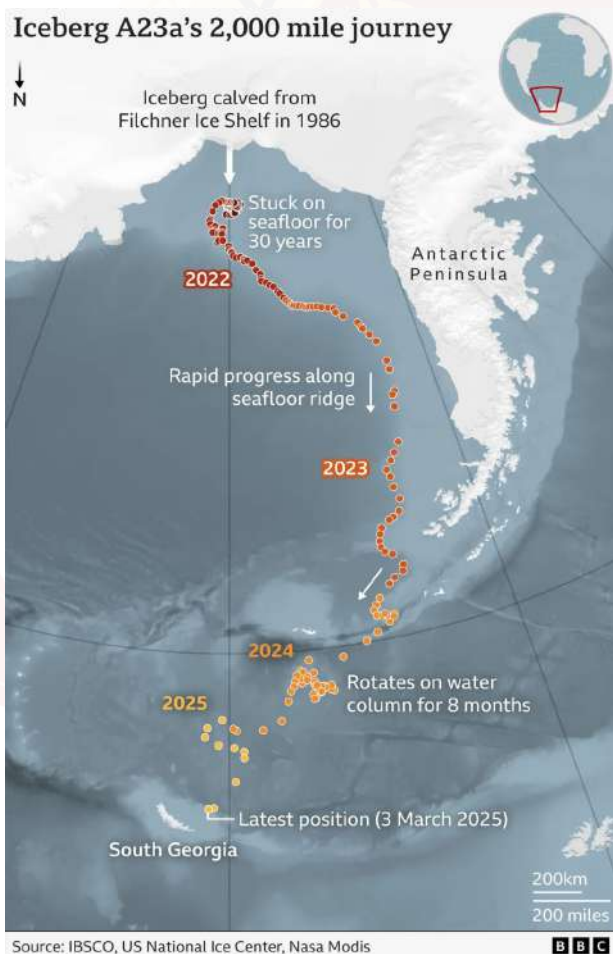 Iceberg A23a's 2,000 mile journey
N
Iceberg calved from
Filchner Ice Shelf in 1986
Stuck on
seafloor for
30 years
Antarctic
Peninsula
2022
Rapid progress along
seafloor ridge
2023
2024
Rotates on water
column for 8 months
2025
Latest position (3 March 2025)
South Georgia
200km
200 miles
Source: IBSCO, US National Ice Center, Nasa Modis
BBC